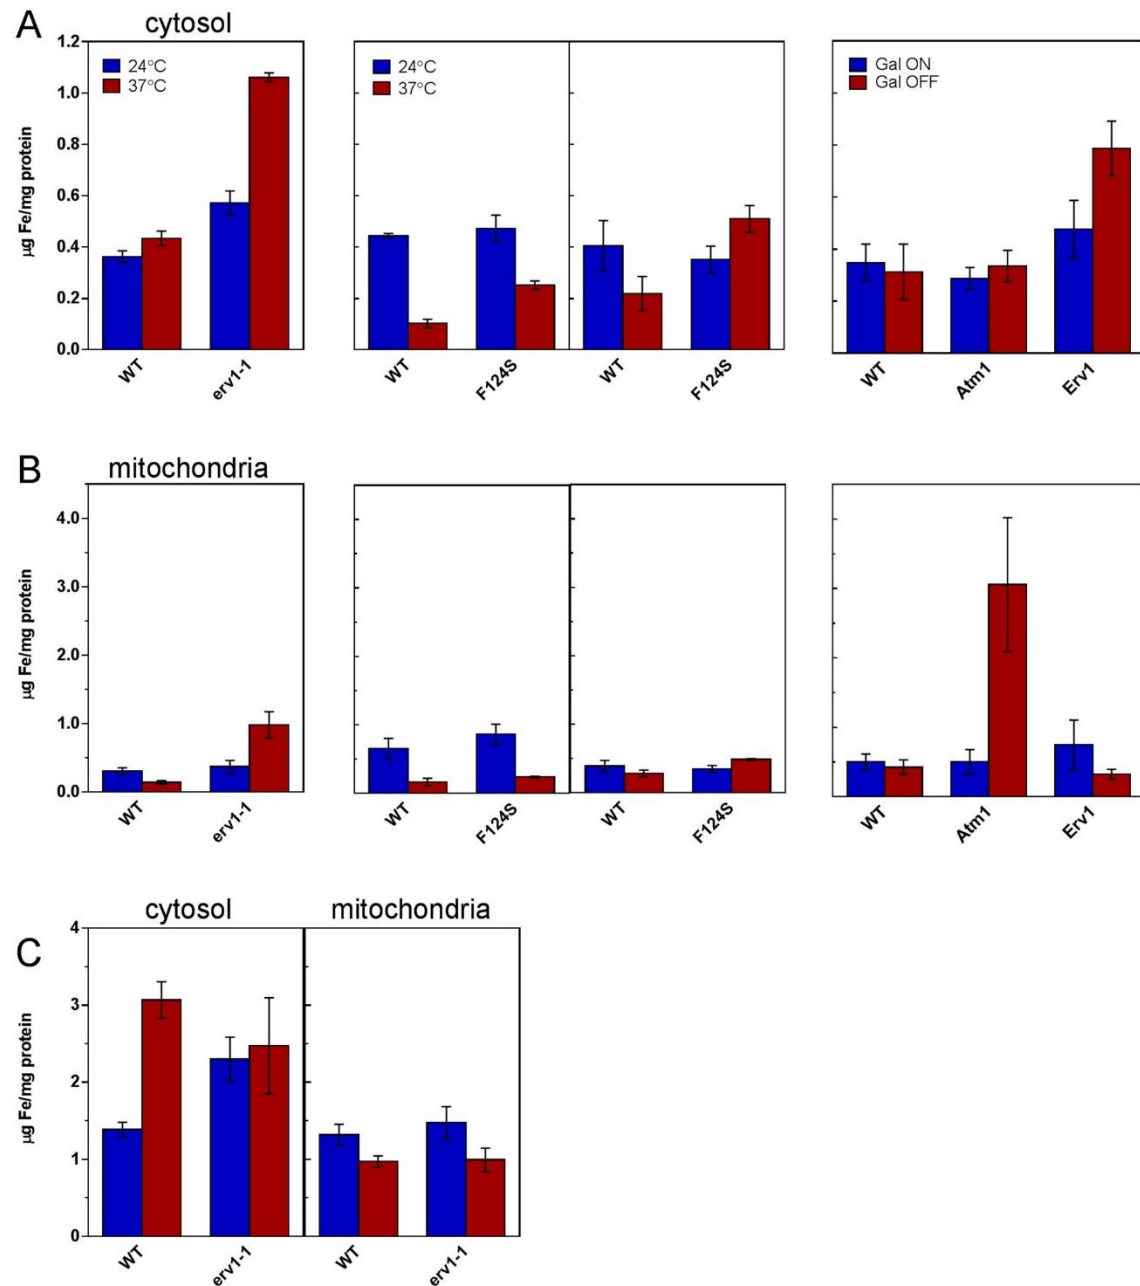 A
cytosol
1.2
1.0
0.8
0.6
0.4
0.2
0.0
µg Fe/mg protein
24°C
37°C
WT
erv1-1
24°C
37°C
WT
F124S
WT
F124S
Gal ON
Gal OFF
WT
Atm1
Erv1
B
mitochondria
4.0
3.0
2.0
1.0
0.0
µg Fe/mg protein
WT
erv1-1
WT
F124S
WT
F124S
WT
Atm1
Erv1
C
cytosol
mitochondria
4
3
2
1
0
µg Fe/mg protein
WT
erv1-1
WT
erv1-1